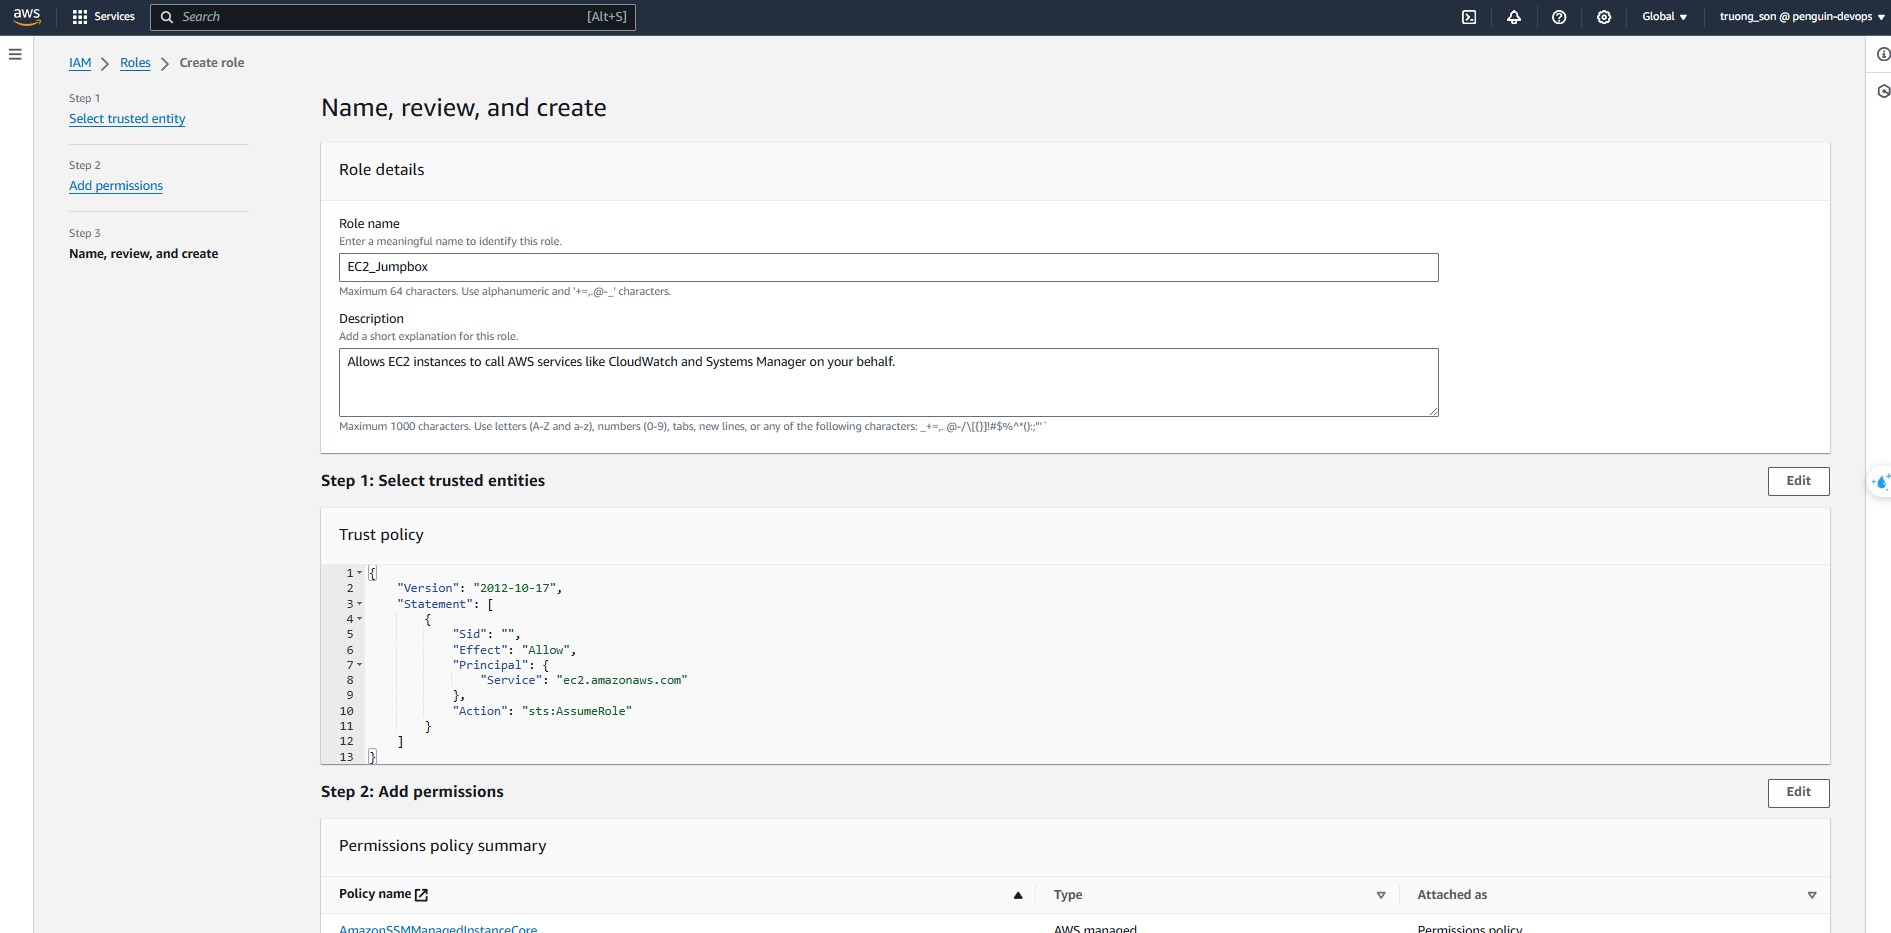 aws
Services
Search [Alt+S]
Global
truong_son @ penguin-devops
IAM > Roles > Create role
Step 1
Select trusted entity
Step 2
Add permissions
Step 3
Name, review, and create
Name, review, and create
Role details
Role name
Enter a meaningful name to identify this role.
EC2_Jumpbox
Maximum 64 characters. Use alphanumeric and '+=,.@-_' characters.
Description
Add a short explanation for this role.
Allows EC2 instances to call AWS services like CloudWatch and Systems Manager on your behalf.
Maximum 1000 characters. Use letters (A-Z and a-z), numbers (0-9), tabs, new lines, or any of the following characters: _+=,. @-/\[{}]!#$%^*();:"'`
Step 1: Select trusted entities
Edit
Trust policy
1 {
2 "Version": "2012-10-17",
3 "Statement": [
4 {
5 "Sid": "",
6 "Effect": "Allow",
7 "Principal": {
8 "Service": "ec2.amazonaws.com"
9 },
10 "Action": "sts:AssumeRole"
11 }
12 ]
13 }
Step 2: Add permissions
Edit
Permissions policy summary
Policy name
Type
Attached as
AmazonSSMManagedInstanceCore
AWS managed
Permissions policy